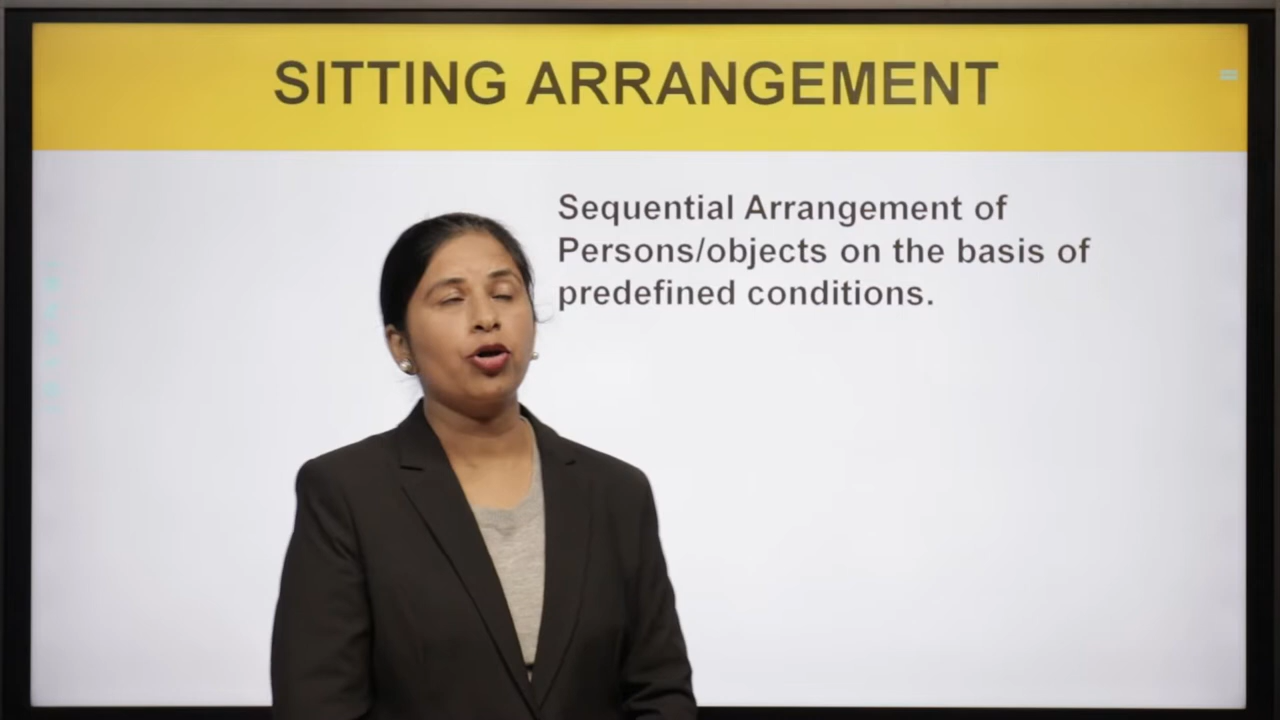 SITTING ARRANGEMENT
Sequential Arrangement of
Persons/objects on the basis of
predefined conditions.